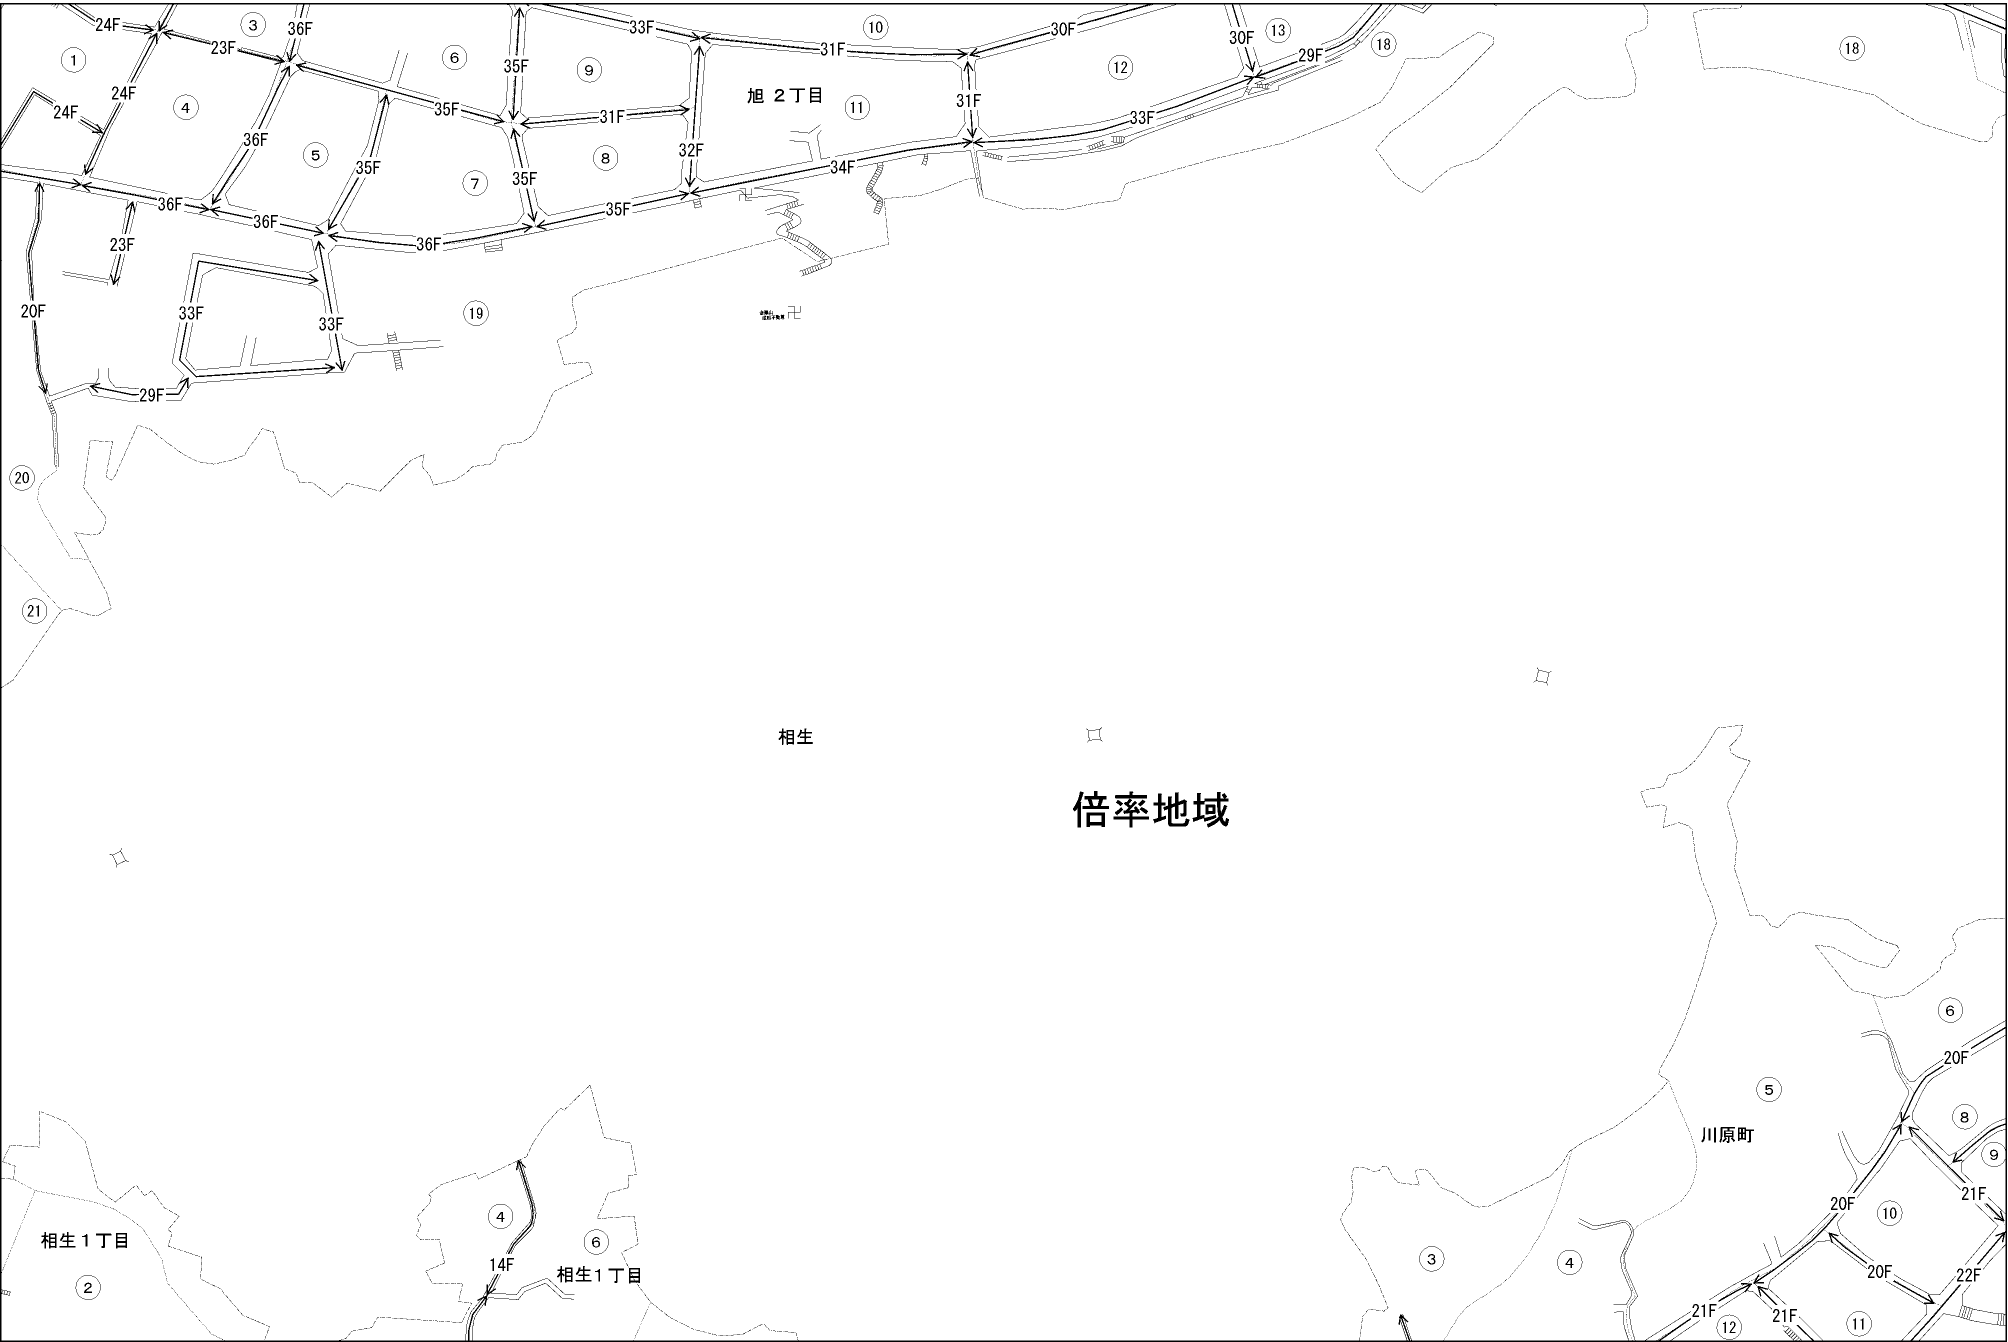 24F
③
36F
33F
⑩
30F
⑬
30F
⑱
⑱
23F
①
⑥
35F
⑨
31F
⑫
29F
24F
④
24F
35F
31F
旭 2丁目
⑪
31F
33F
36F
⑤
35F
⑦
35F
⑧
32F
34F
36F
36F
36F
35F
23F
20F
33F
33F
⑲
29F
⑳
㉑
相生
倍率地域
⑥
20F
⑤
川原町
⑧
⑨
21F
20F
⑩
相生1丁目
②
④
⑥
14F
相生1丁目
③
④
20F
22F
21F
21F
⑫
⑪